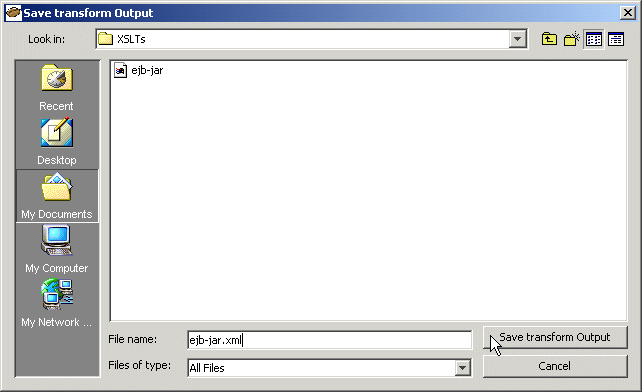 Save transform Output
Look in: XSLTs
ejb-jar
Recent
Desktop
My Documents
My Computer
My Network ...
File name: ejb-jar.xml
Save transform Output
Files of type: All Files
Cancel